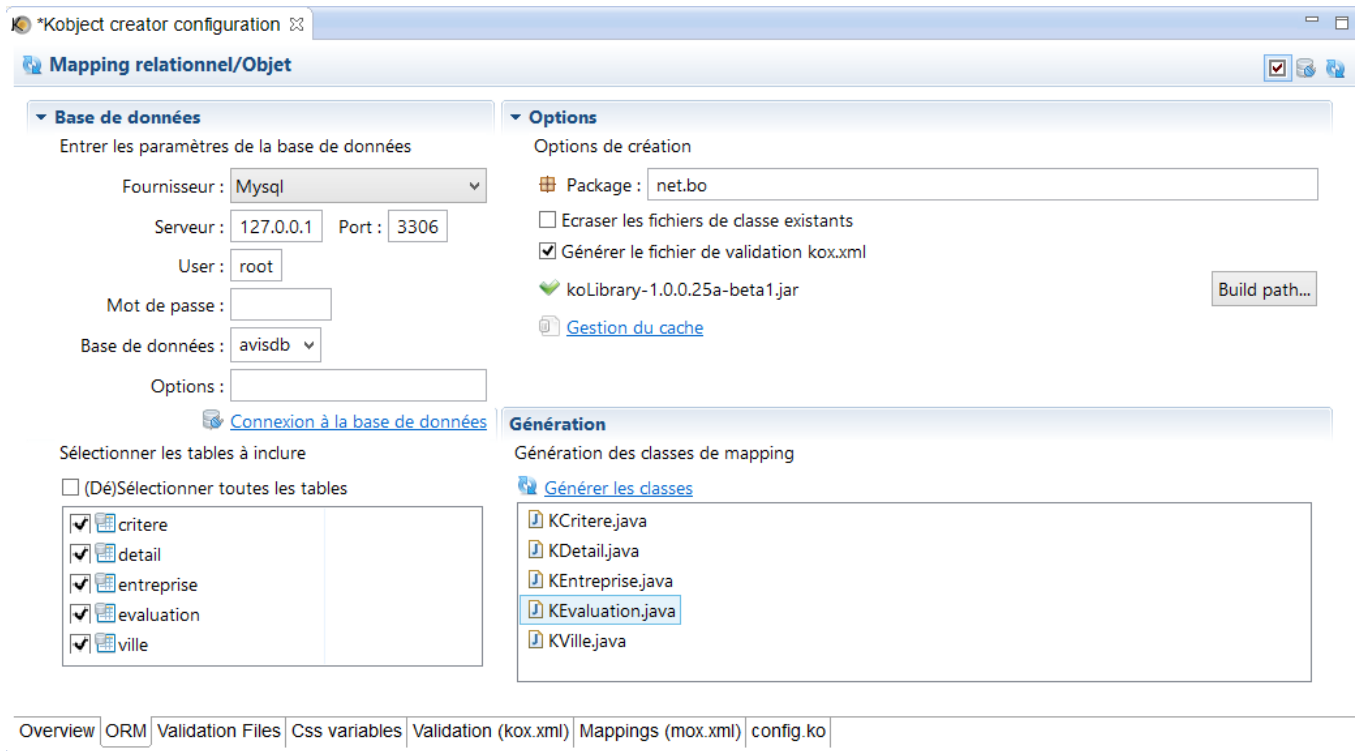 *Kobject creator configuration
Mapping relationnel/Objet
Base de données
Entrer les paramètres de la base de données
Fournisseur : Mysql
Serveur : 127.0.0.1 Port : 3306
User : root
Mot de passe :
Base de données : avisdb
Options :
Connexion à la base de données
Sélectionner les tables à inclure
(Dé)Sélectionner toutes les tables
critere
detail
entreprise
evaluation
ville
Options
Options de création
Package : net.bo
Ecraser les fichiers de classe existants
Générer le fichier de validation kox.xml
koLibrary-1.0.0.25a-beta1.jar Build path...
Gestion du cache
Génération
Génération des classes de mapping
Générer les classes
KCritere.java
KDetail.java
KEntreprise.java
KEvaluation.java
KVille.java
Overview ORM Validation Files Css variables Validation (kox.xml) Mappings (mox.xml) config.ko